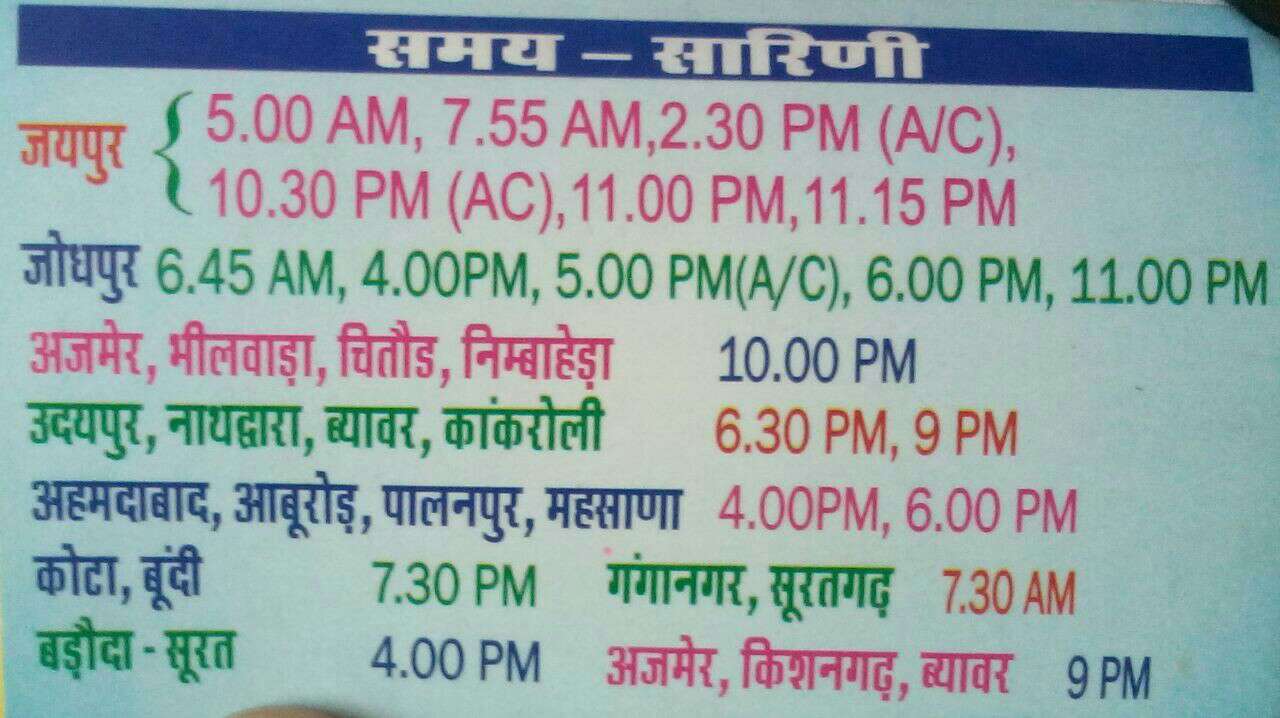 समय – सारिणी
जयपुर { 5.00 AM, 7.55 AM,2.30 PM (A/C),
10.30 PM (AC),11.00 PM,11.15 PM
जोधपुर 6.45 AM, 4.00PM, 5.00 PM(A/C), 6.00 PM, 11.00 PM
अजमेर, भीलवाड़ा, चितौड, निम्बाहेड़ा 10.00 PM
उदयपुर, नाथद्वारा, ब्यावर, कांकरोली 6.30 PM, 9 PM
अहमदाबाद, आबूरोड़, पालनपुर, महसाणा 4.00PM, 6.00 PM
कोटा, बूंदी 7.30 PM गंगानगर, सूरतगढ़ 7.30 AM
बड़ौदा - सूरत 4.00 PM अजमेर, किशनगढ़, ब्यावर 9 PM